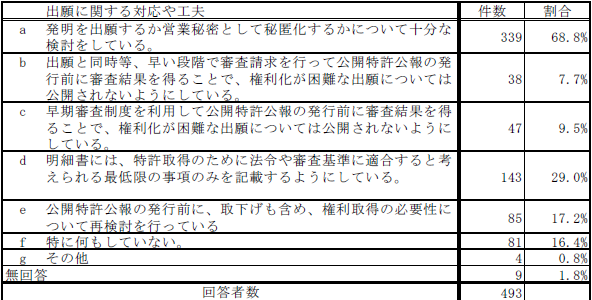 出願に関する対応や工夫 件数 割合
a 発明を出願するか営業秘密として秘匿化するかについて十分な
検討をしている。 339 68.8%
b 出願と同時等、早い段階で審査請求を行って公開特許公報の発
行前に審査結果を得ることで、権利化が困難な出願については
公開されないようにしている。 38 7.7%
c 早期審査制度を利用して公開特許公報の発行前に審査結果を得
ることで、権利化が困難な出願については公開されないように
している。 47 9.5%
d 明細書には、特許取得のために法令や審査基準に適合すると考
えられる最低限の事項のみを記載するようにしている。 143 29.0%
e 公開特許公報の発行前に、取下げも含め、権利取得の必要性に
ついて再検討を行っている 85 17.2%
f 特に何もしていない。 81 16.4%
g その他 4 0.8%
無回答 9 1.8%
回答者数 493